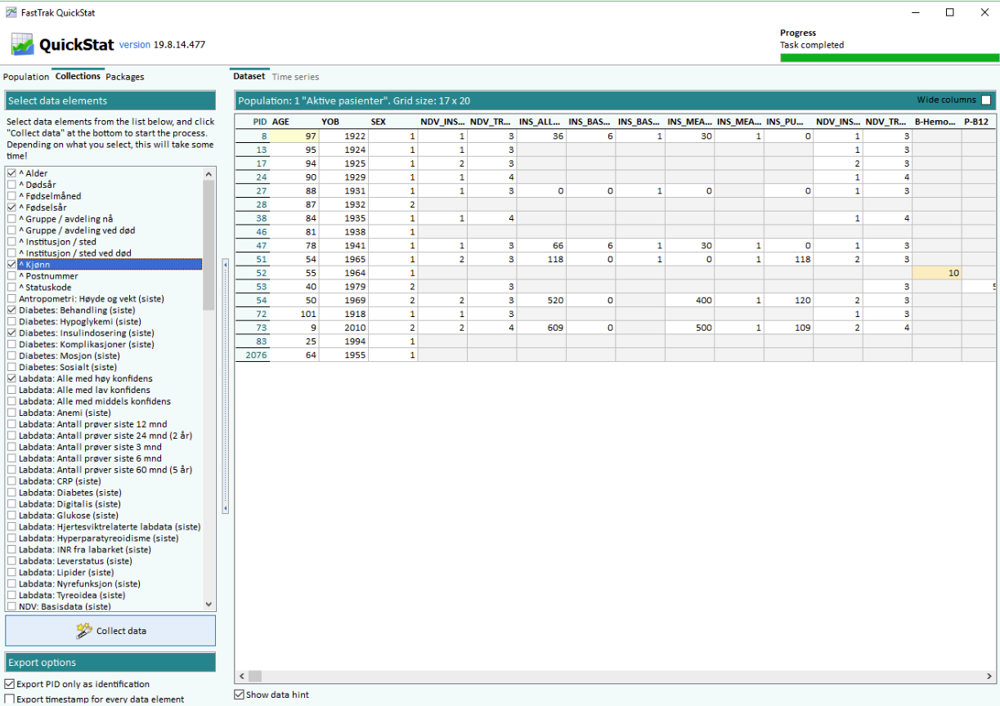 FastTrak QuickStat
QuickStat version 19.8.14.477
Progress
Task completed
Population Collections Packages
Select data elements
Select data elements from the list below, and click
"Collect data" at the bottom to start the process.
Depending on what you select, this will take some
time!
^ Alder
^ Dødsår
^ Fødselmåned
^ Fødselsår
^ Gruppe / avdeling nå
^ Gruppe / avdeling ved død
^ Institusjon / sted
^ Institusjon / sted ved død
^ Kjønn
^ Postnummer
^ Statuskode
Antropometri: Høyde og vekt (siste)
Diabetes: Behandling (siste)
Diabetes: Hypoglykemi (siste)
Diabetes: Insulindosering (siste)
Diabetes: Komplikasjoner (siste)
Diabetes: Mosjon (siste)
Diabetes: Sosialt (siste)
Labdata: Alle med høy konfidens
Labdata: Alle med lav konfidens
Labdata: Alle med middels konfidens
Labdata: Anemi (siste)
Labdata: Antall prøver siste 12 mnd
Labdata: Antall prøver siste 24 mnd (2 år)
Labdata: Antall prøver siste 3 mnd
Labdata: Antall prøver siste 6 mnd
Labdata: Antall prøver siste 60 mnd (5 år)
Labdata: CRP (siste)
Labdata: Diabetes (siste)
Labdata: Digitalis (siste)
Labdata: Glukose (siste)
Labdata: Hjertesviktrelaterte labdata (siste)
Labdata: Hyperparatyreoidisme (siste)
Labdata: INR fra labarket (siste)
Labdata: Leverstatus (siste)
Labdata: Lipider (siste)
Labdata: Nyrefunksjon (siste)
Labdata: Tyreoidea (siste)
NDV: Basisdata (siste)
Collect data
Export options
Export PID only as identification
Export timestamp for every data element
Dataset Time series
Population: 1 "Aktive pasienter". Grid size: 17 x 20 Wide columns
PID AGE YOB SEX NDV_INS... NDV_TR... INS_ALL... INS_BAS... INS_BAS... INS_MEA... INS_MEA... INS_PU... NDV_INS... NDV_TR... B-Hemo... P-B12
8 97 1922 1 1 3 36 6 1 30 1 0 1 3
13 95 1924 1 1 3 1 3
17 94 1925 1 2 3 2 3
24 90 1929 1 1 4 1 4
27 88 1931 1 1 3 0 0 1 0 0 1 3
28 87 1932 2
38 84 1935 1 1 4 1 4
46 81 1938 1
47 78 1941 1 1 3 66 6 1 30 1 0 1 3
51 54 1965 1 2 3 118 0 1 0 1 118 2 3
52 55 1964 1 10
53 40 1979 2 3 3 5
54 50 1969 2 2 3 520 0 400 1 120 2 3
72 101 1918 1 1 3 1 3
73 9 2010 2 2 4 609 0 500 1 109 2 4
83 25 1994 1
2076 64 1955 1
Show data hint